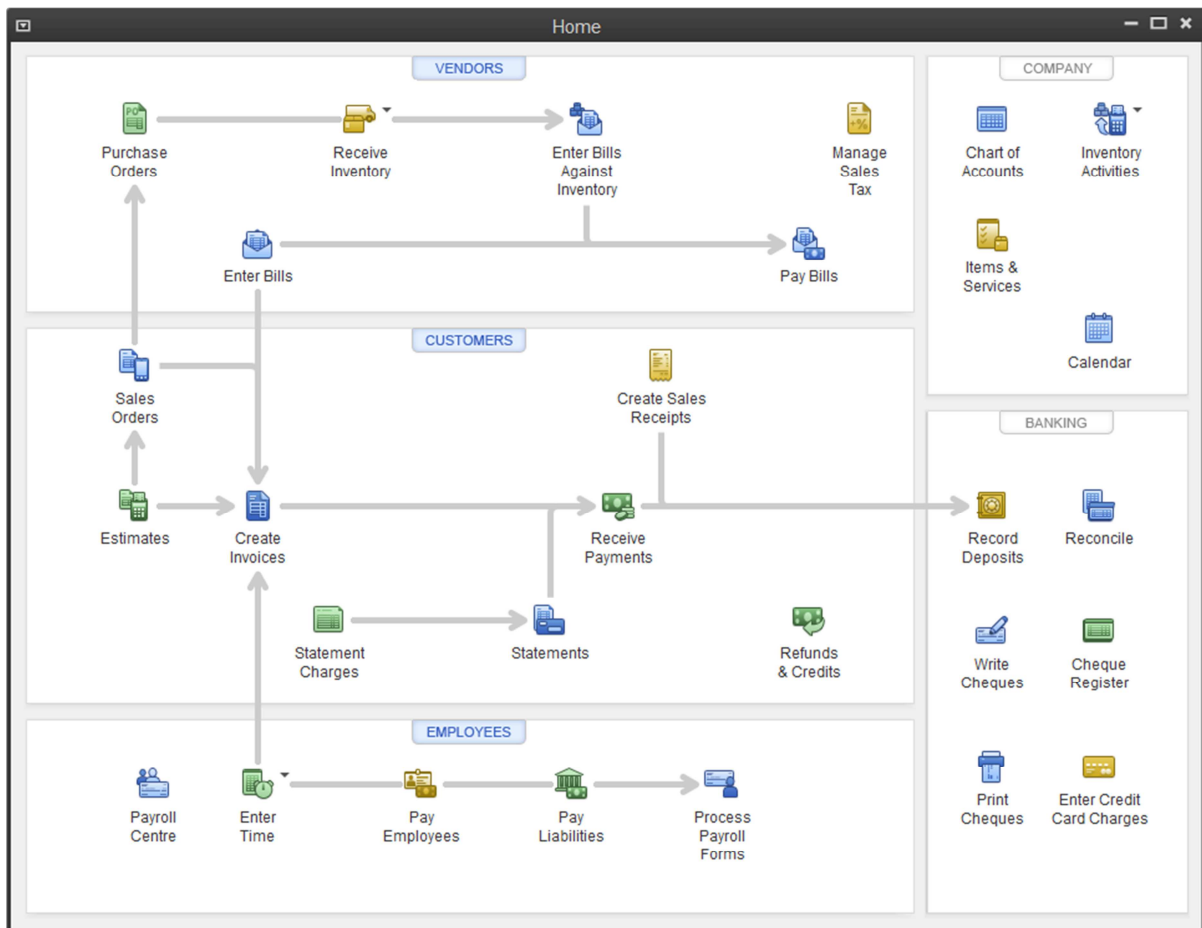 Home
VENDORS
PO
Purchase
Orders
Receive
Inventory
Enter Bills
Against
Inventory
Manage
Sales
Tax
Enter Bills
Pay Bills
CUSTOMERS
Sales
Orders
Create Sales
Receipts
Estimates
Create
Invoices
Receive
Payments
Statement
Charges
Statements
Refunds
& Credits
EMPLOYEES
Payroll
Centre
Enter
Time
Pay
Employees
Pay
Liabilities
Process
Payroll
Forms
COMPANY
Chart of
Accounts
Inventory
Activities
Items &
Services
Calendar
BANKING
Record
Deposits
Reconcile
Write
Cheques
Cheque
Register
Print
Cheques
Enter Credit
Card Charges